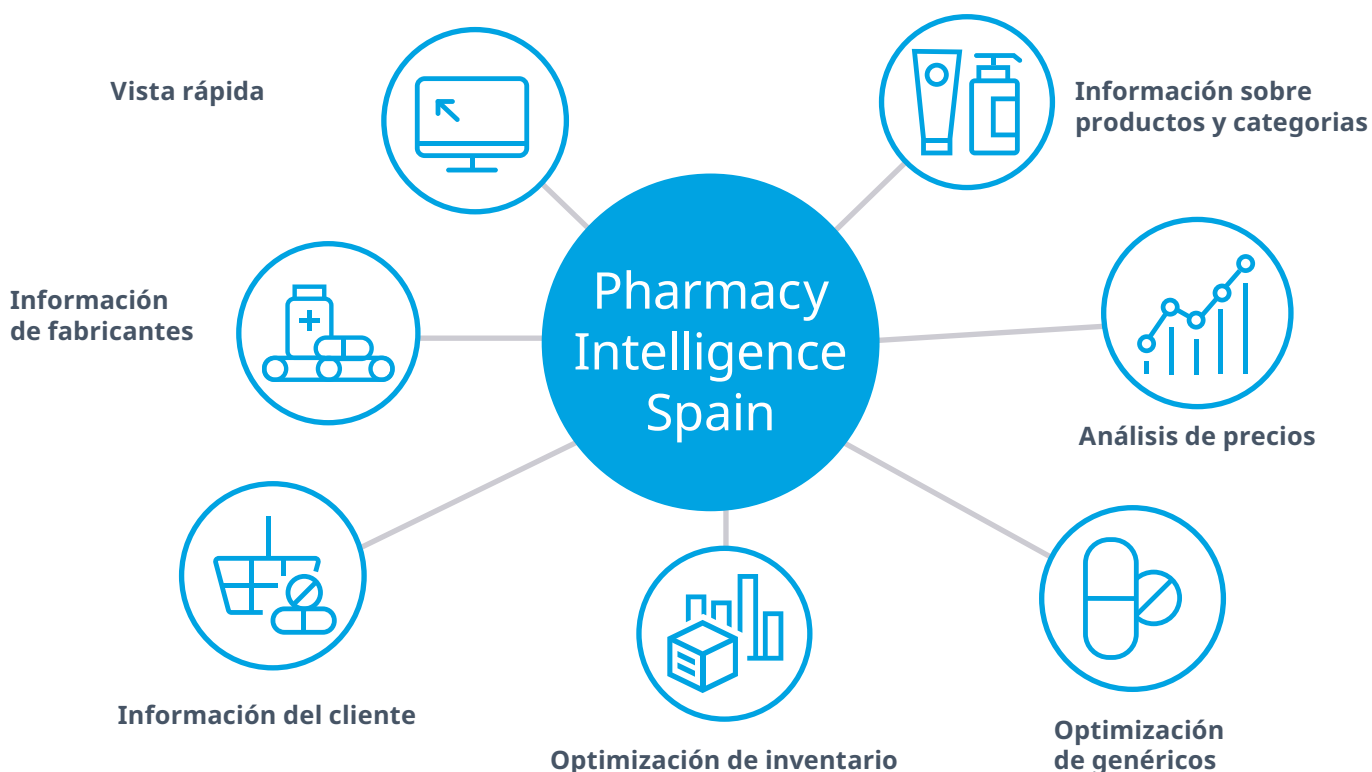 Vista rápida
Información sobre
productos y categorias
Pharmacy
Intelligence
Spain
Información
de fabricantes
Análisis de precios
Información del cliente
Optimización de inventario
Optimización
de genéricos